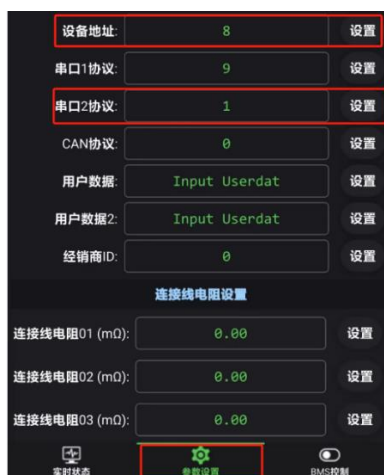 设备地址: 8 设置
串口1协议: 9 设置
串口2协议: 1 设置
CAN协议: 0 设置
用户数据: Input Userdat 设置
用户数据2: Input Userdat 设置
经销商ID: 0 设置
连接线电阻设置
连接线电阻01 (mΩ): 0.00 设置
连接线电阻02 (mΩ): 0.00 设置
连接线电阻03 (mΩ): 0.00 设置
实时状态 参数设置 BMS控制